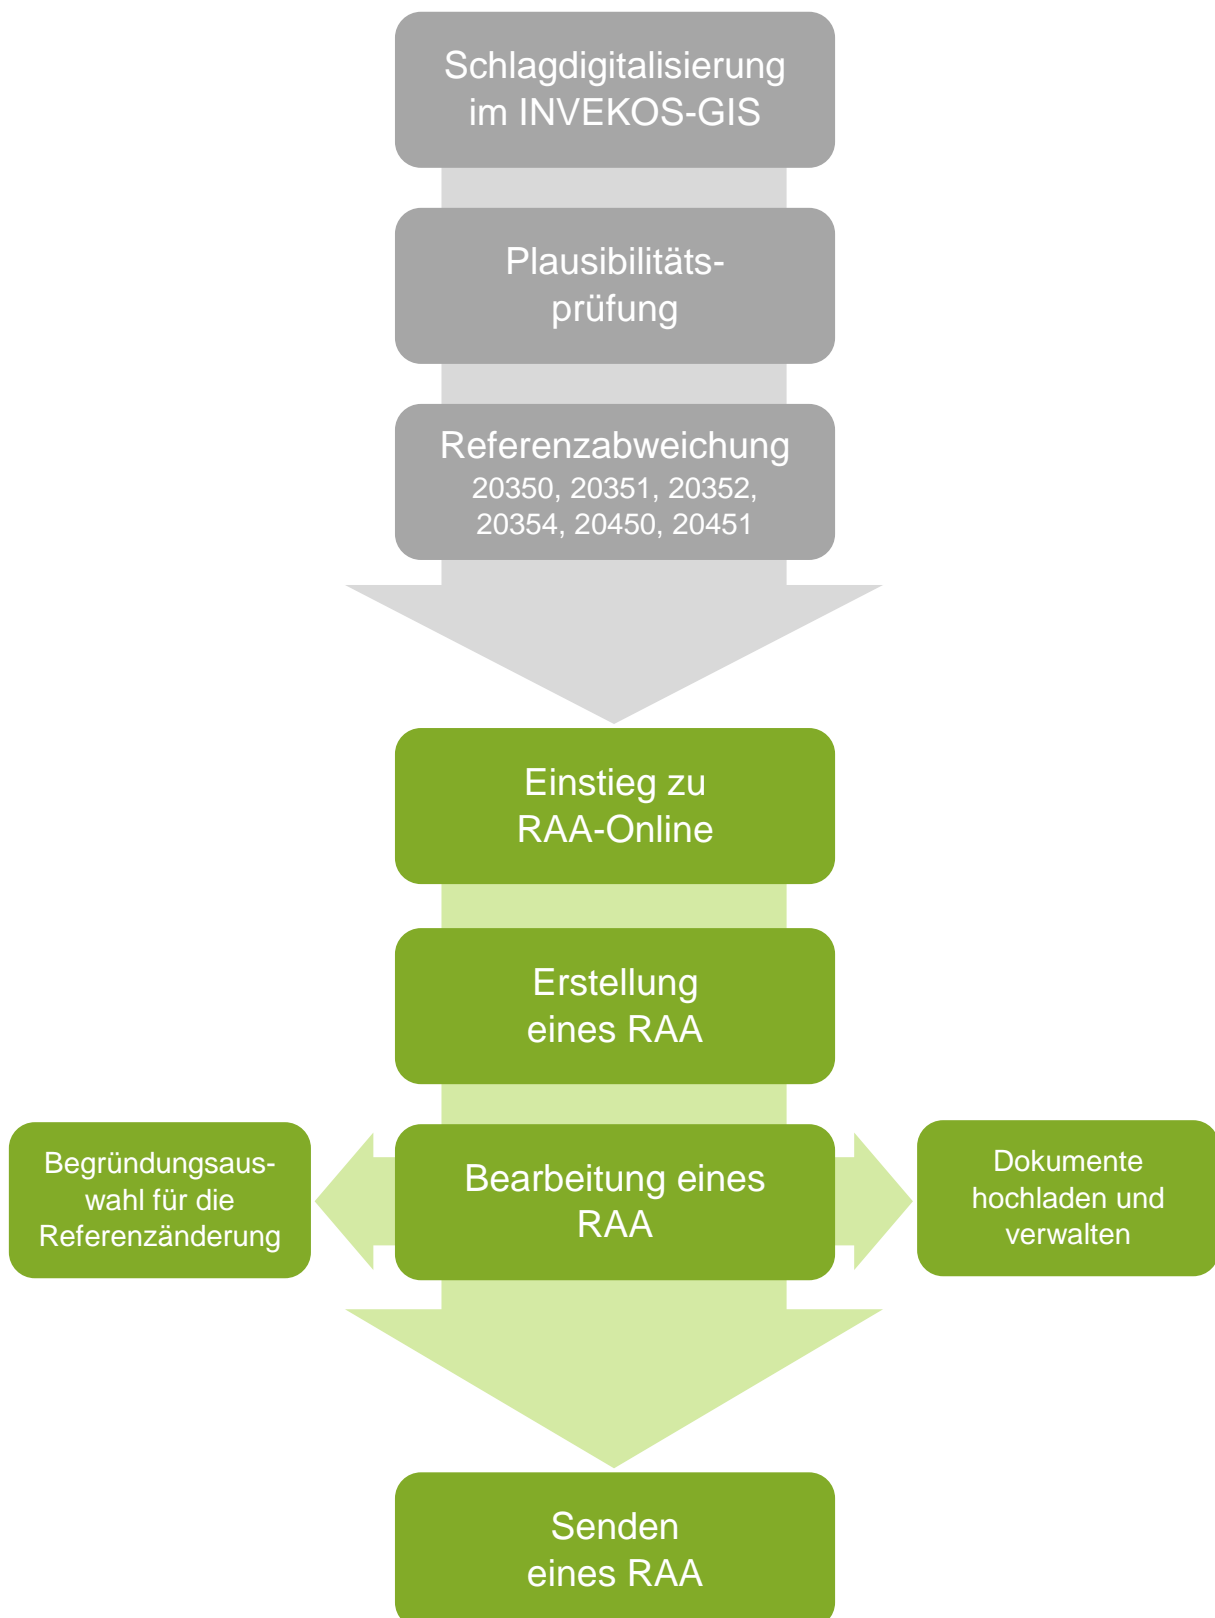 Schlagdigitalisierung
im INVEKOS-GIS
Plausibilitäts-
prüfung
Referenzabweichung
20350, 20351, 20352,
20354, 20450, 20451
Einstieg zu
RAA-Online
Erstellung
eines RAA
Begründungsaus-
wahl für die
Referenzänderung
Bearbeitung eines
RAA
Dokumente
hochladen und
verwalten
Senden
eines RAA